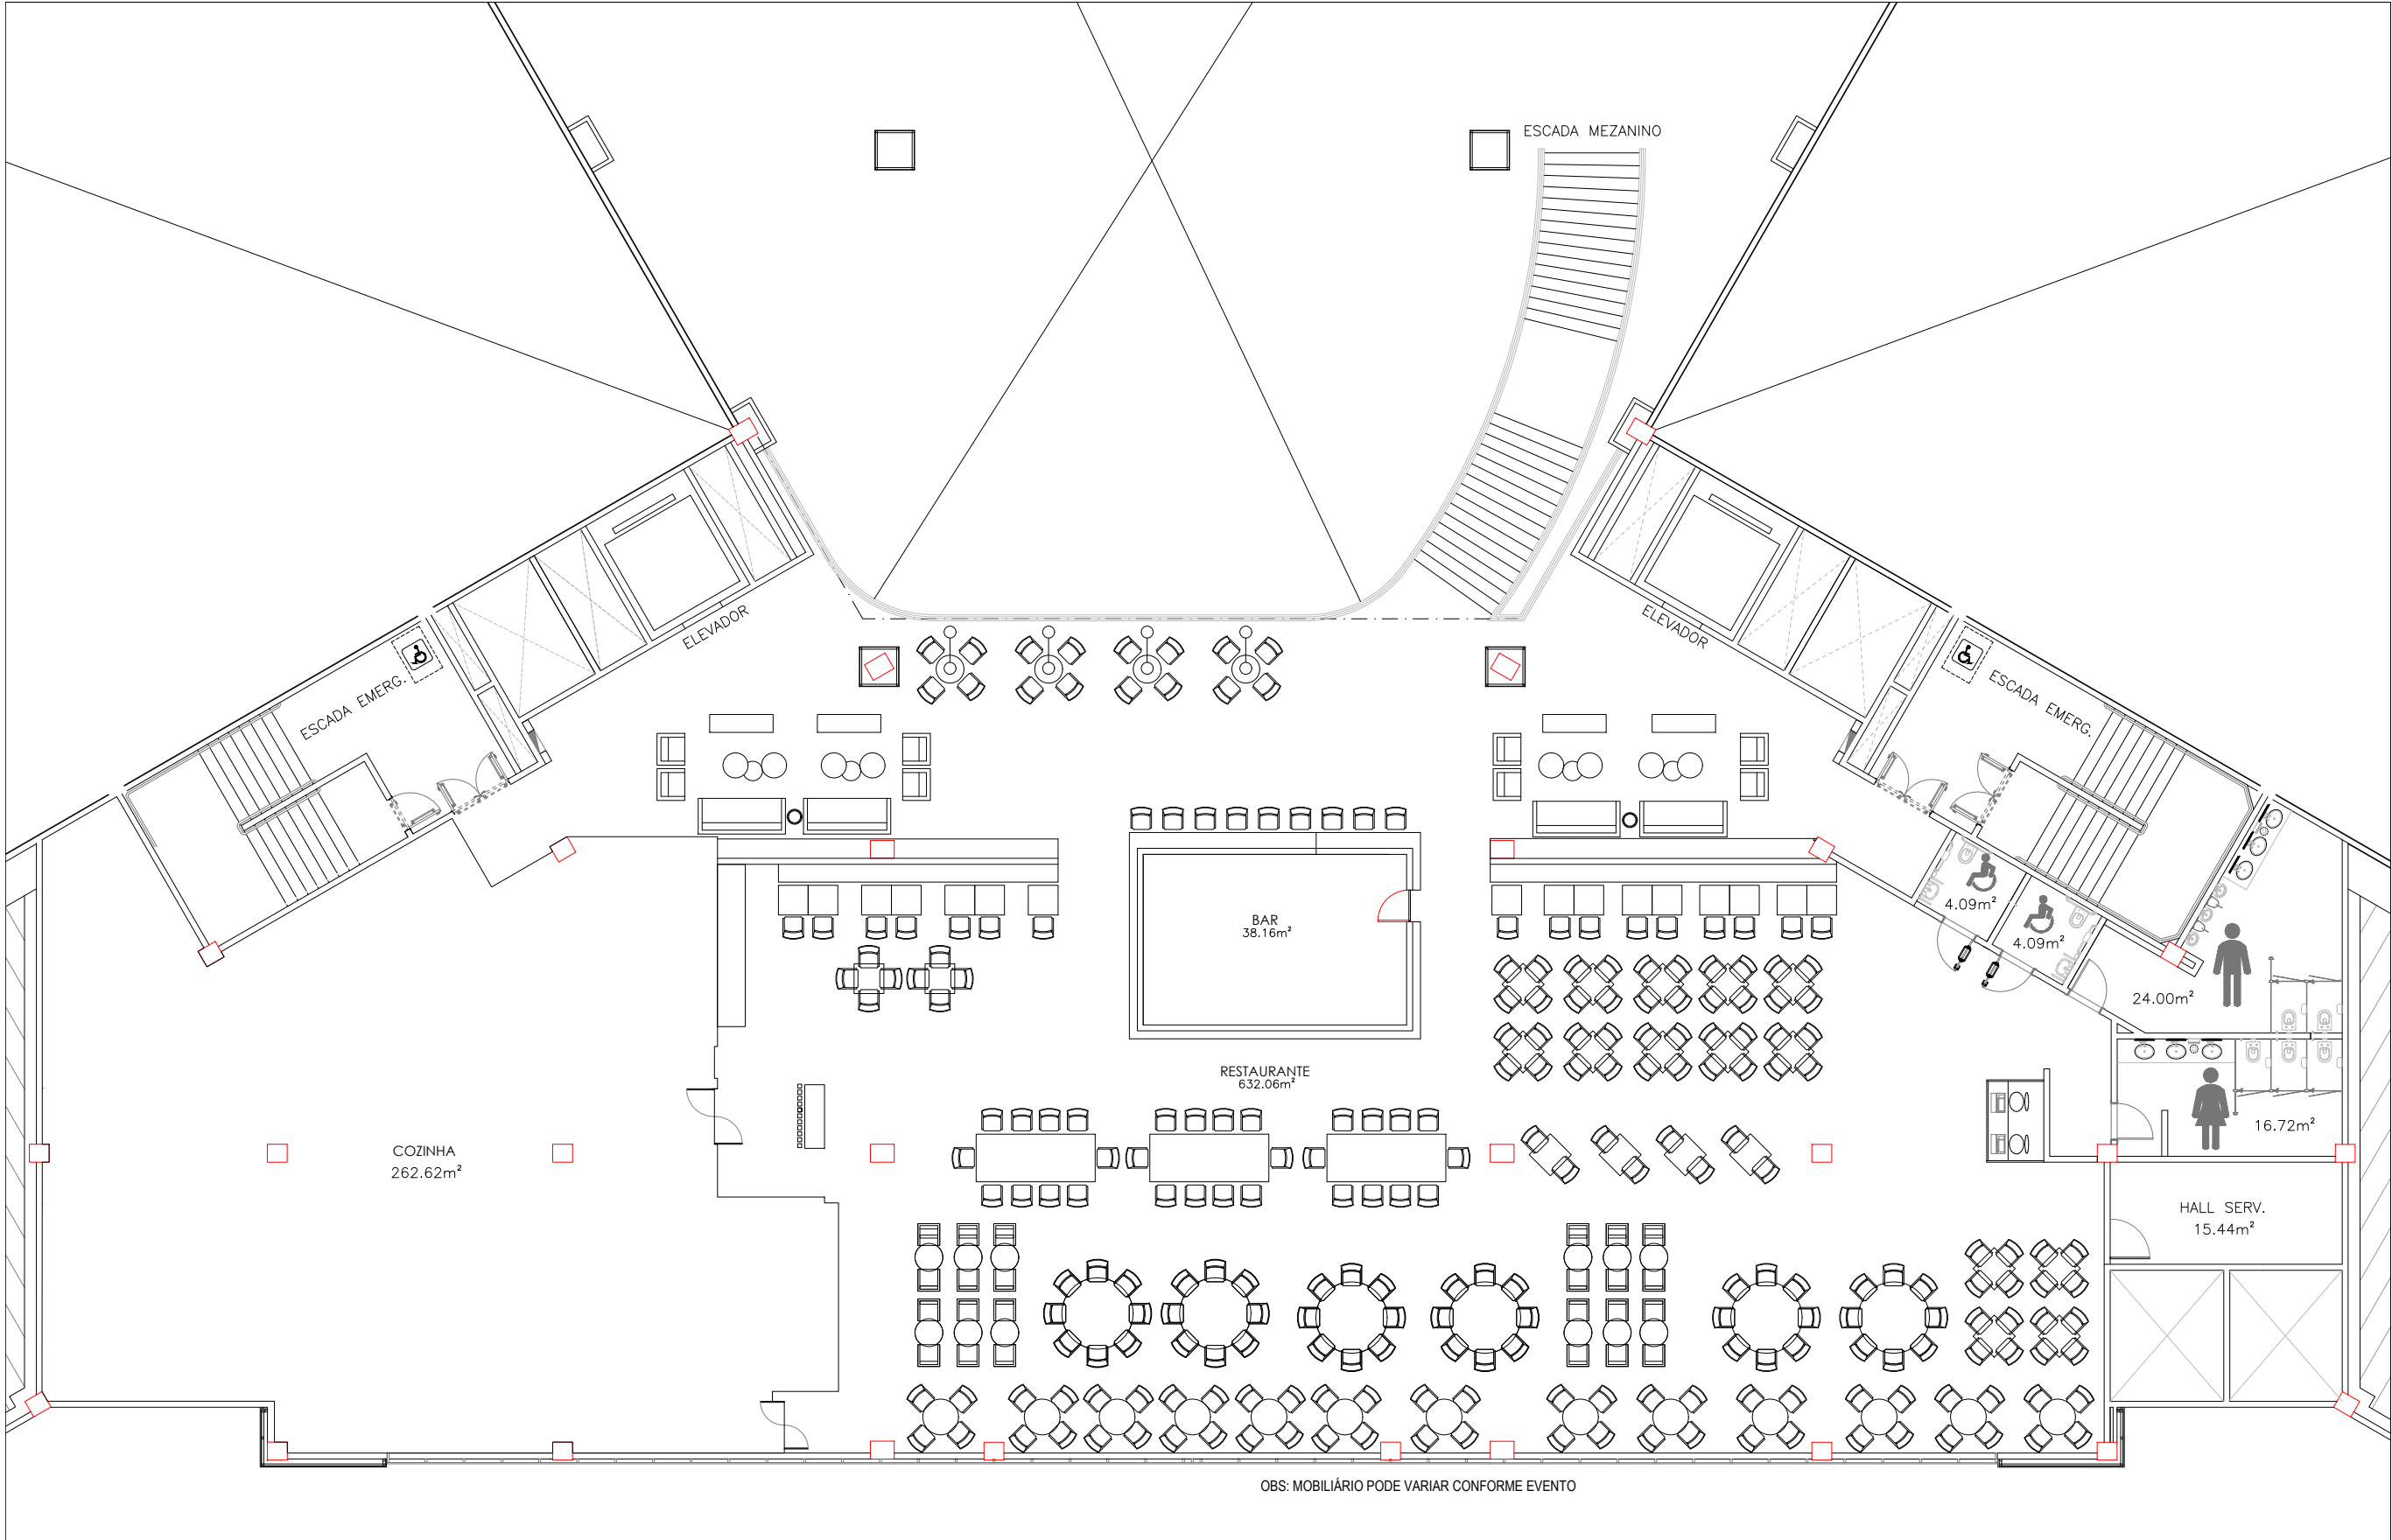 ESCADA MEZANINO
ELEVADOR
ELEVADOR
ESCADA EMERG.
ESCADA EMERG.
BAR
38.16m²
4.09m²
4.09m²
24.00m²
RESTAURANTE
632.06m²
16.72m²
COZINHA
262.62m²
HALL SERV.
15.44m²
OBS: MOBILIÁRIO PODE VARIAR CONFORME EVENTO